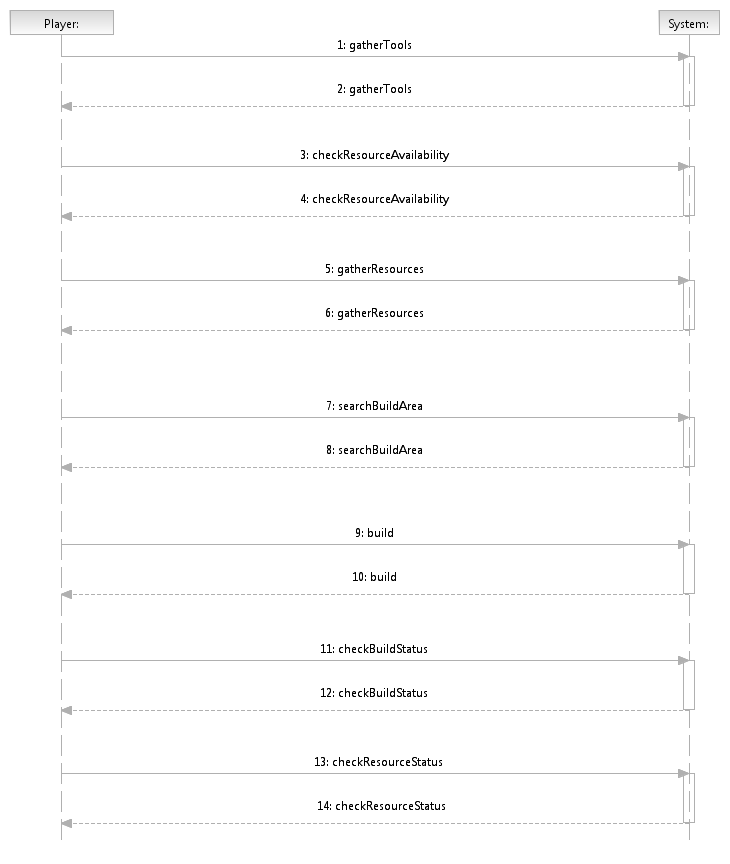 Player:
System:
1: gatherTools
2: gatherTools
3: checkResourceAvailability
4: checkResourceAvailability
5: gatherResources
6: gatherResources
7: searchBuildArea
8: searchBuildArea
9: build
10: build
11: checkBuildStatus
12: checkBuildStatus
13: checkResourceStatus
14: checkResourceStatus